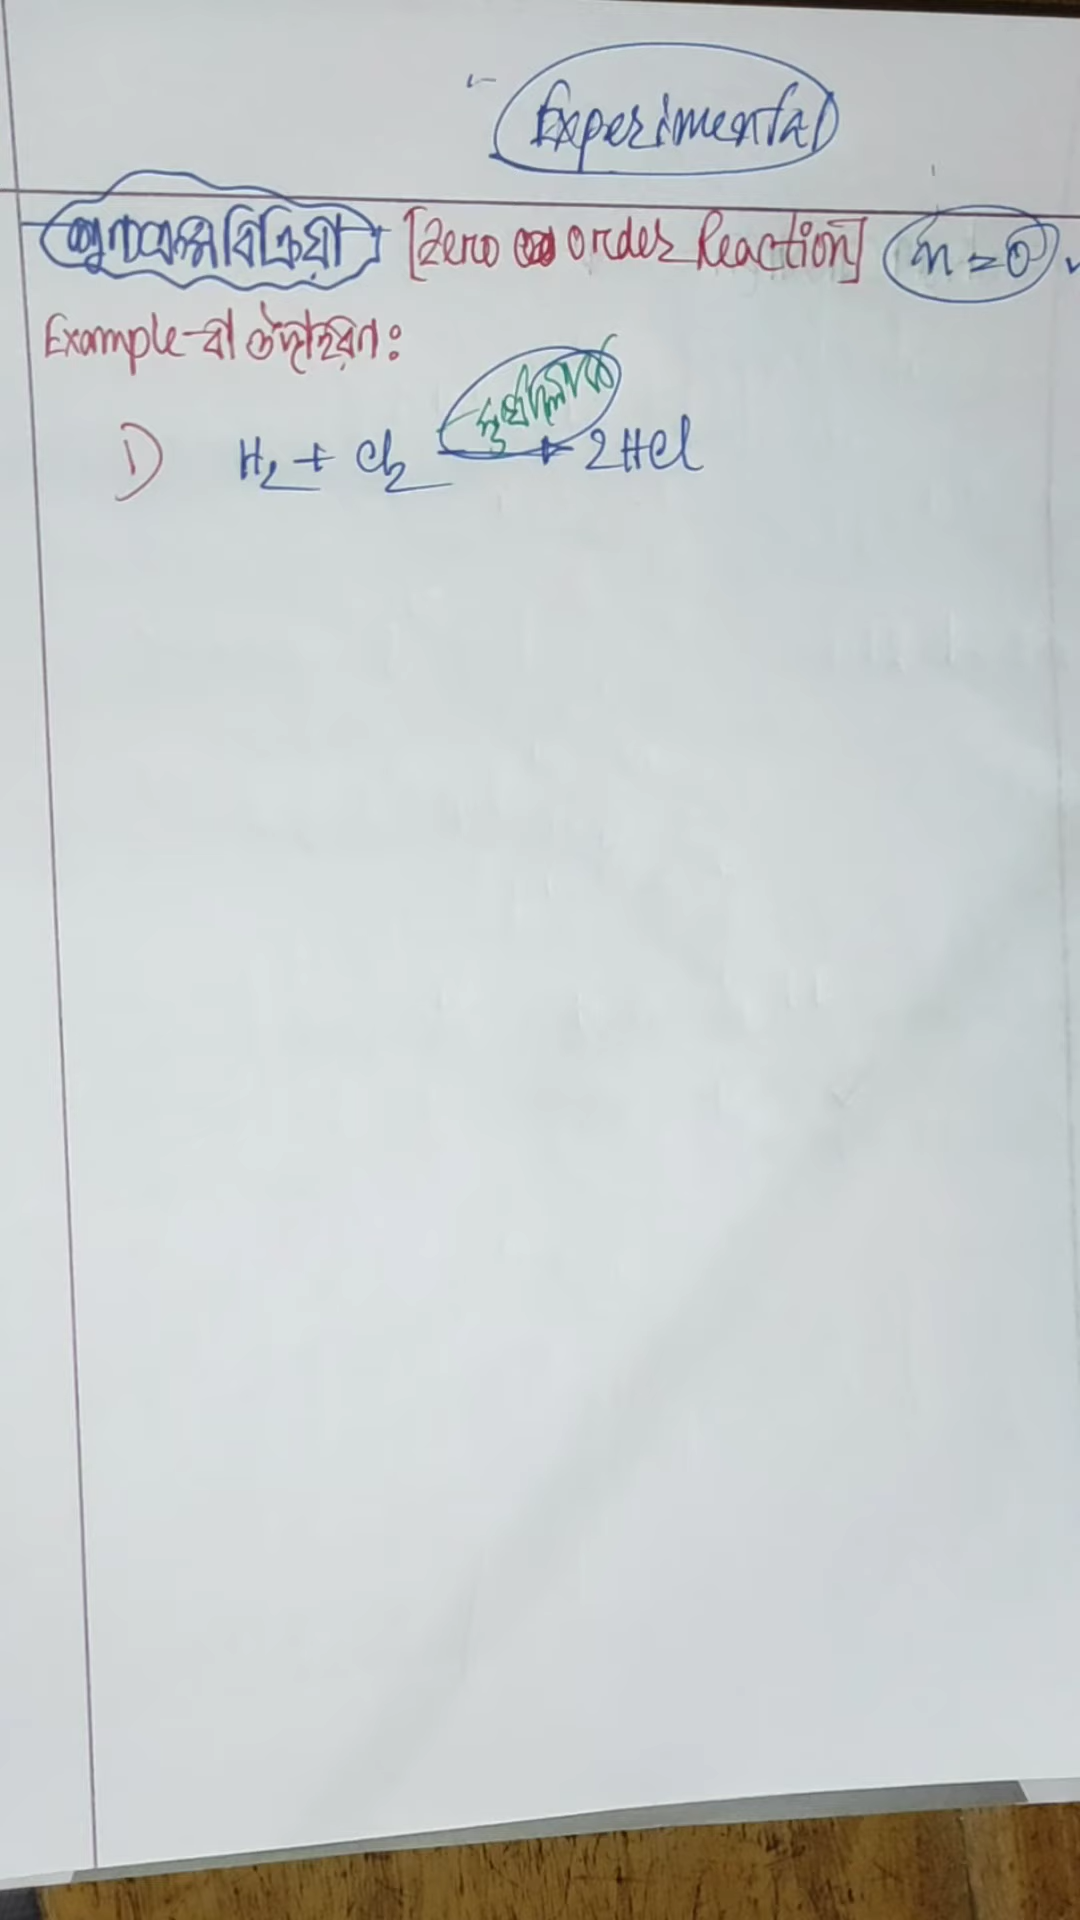 Experimental
শূন্যক্রম বিক্রিয়া [Zero order Reaction] n = 0
Example বা উদাহরণ:
1) H₂ + Cl₂ সূর্যালোক → 2HCl